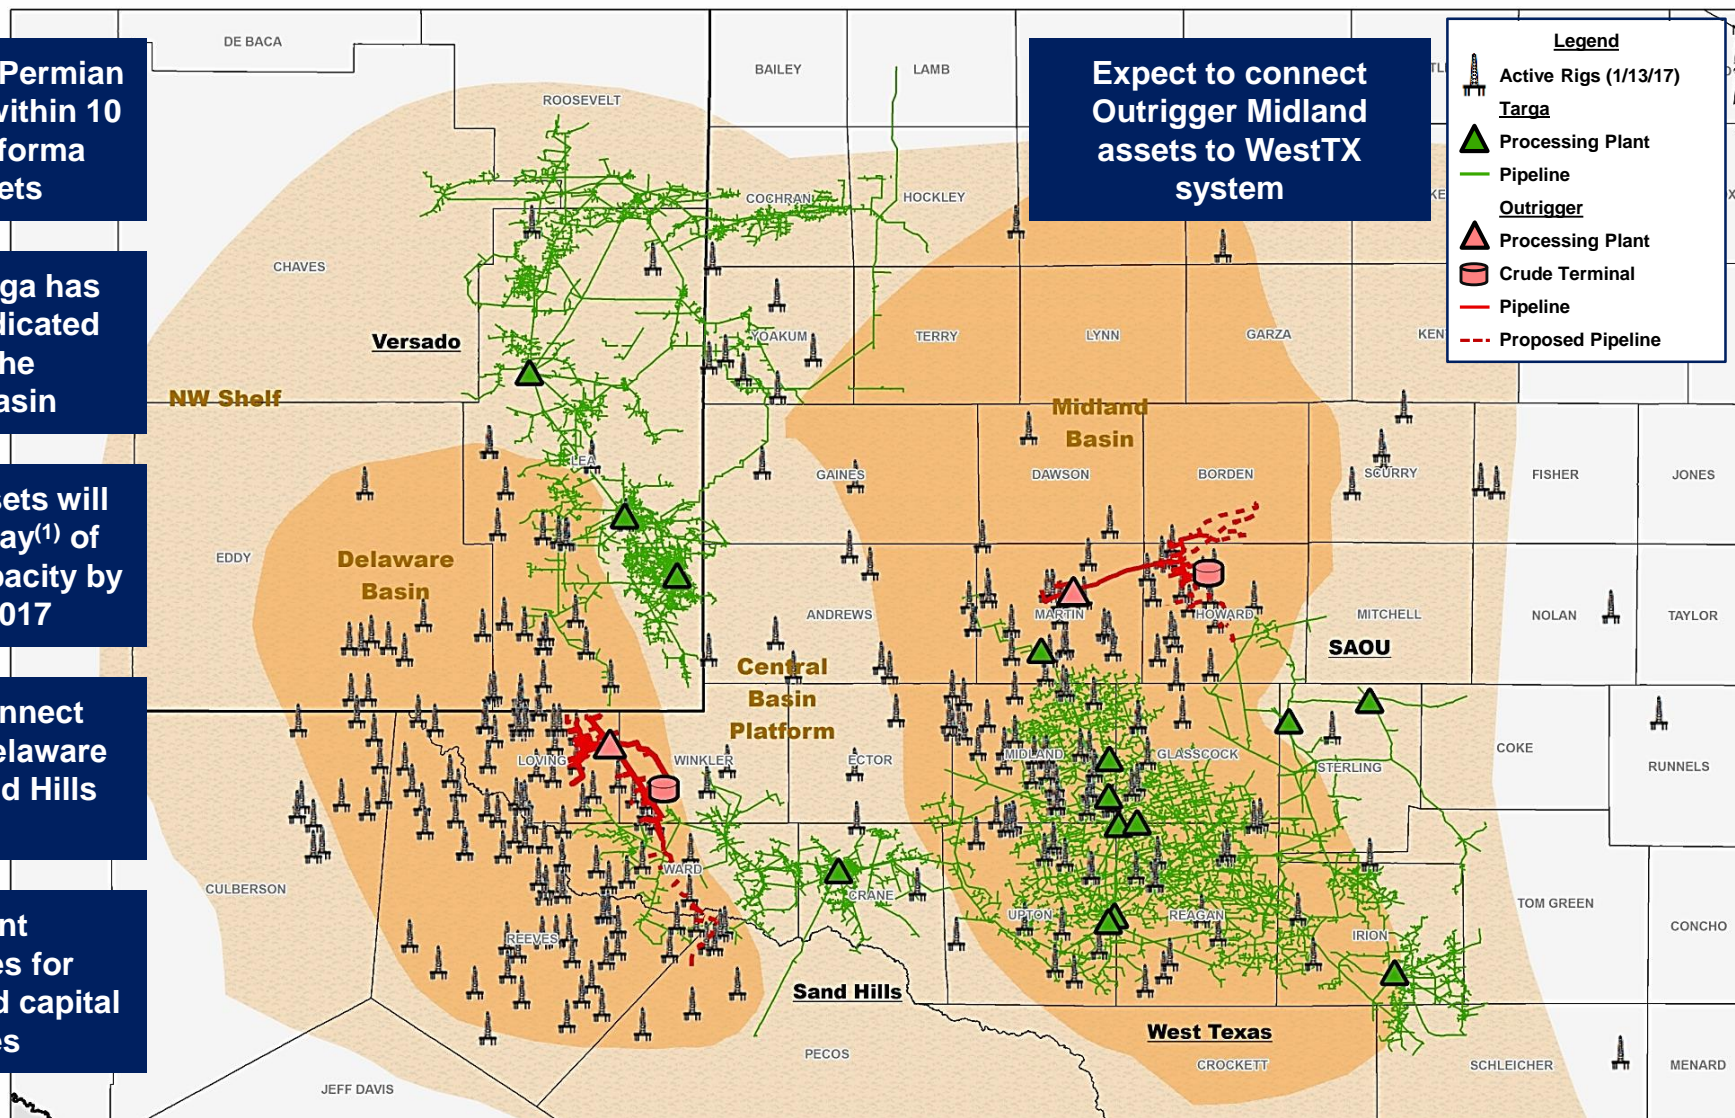 Permian
within 10
forma
ets
ga has
dicated
he
asin
sets will
ay(1) of
pacity by
017
nnect
elaware
d Hills
nt
es for
d capital
es
Expect to connect
Outrigger Midland
assets to WestTX
system
Legend
Active Rigs (1/13/17)
Targa
Processing Plant
Pipeline
Outrigger
Processing Plant
Crude Terminal
Pipeline
Proposed Pipeline
DE BACA
BAILEY
LAMB
ROOSEVELT
COCHRAN
HOCKLEY
CHAVES
Versado
YOAKUM
TERRY
LYNN
GARZA
KENT
NW Shelf
Midland
Basin
LEA
GAINES
DAWSON
BORDEN
SCURRY
FISHER
JONES
EDDY
Delaware
Basin
ANDREWS
MARTIN
HOWARD
MITCHELL
NOLAN
TAYLOR
SAOU
Central
Basin
Platform
LOVING
WINKLER
ECTOR
MIDLAND
GLASSCOCK
STERLING
COKE
RUNNELS
CULBERSON
WARD
CRANE
REEVES
UPTON
REAGAN
IRION
TOM GREEN
CONCHO
Sand Hills
West Texas
PECOS
CROCKETT
SCHLEICHER
MENARD
JEFF DAVIS